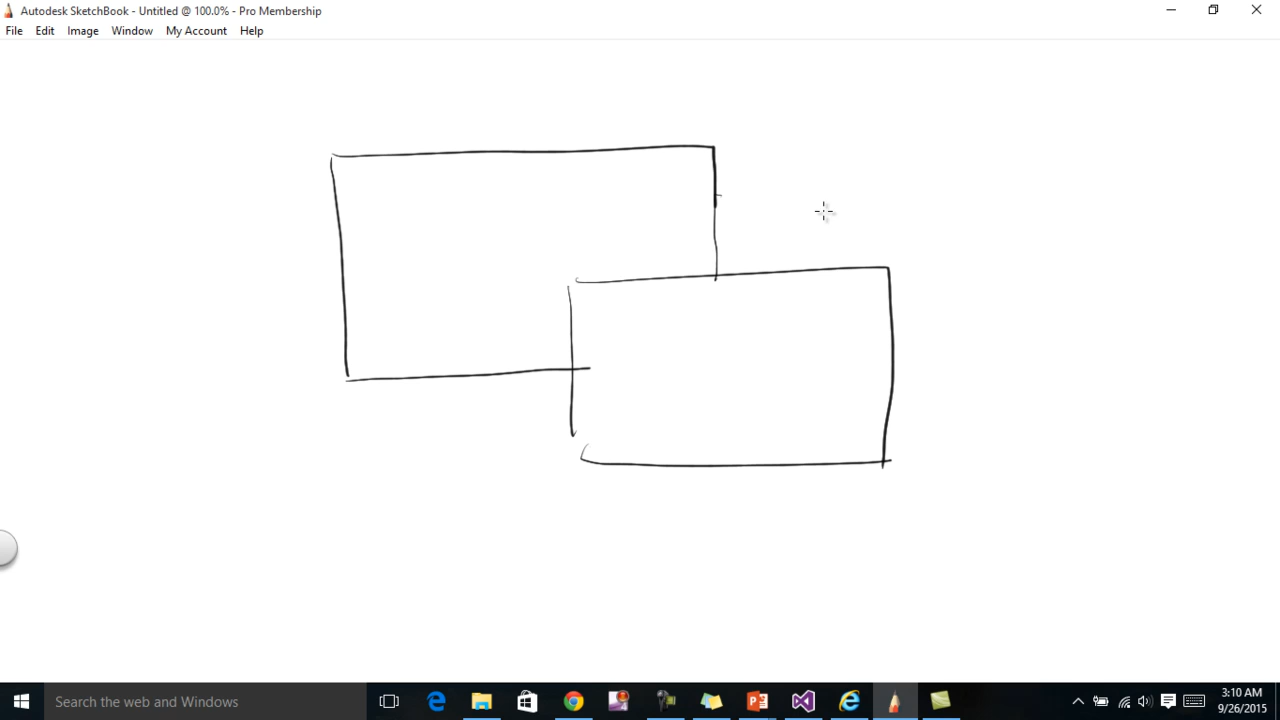 Autodesk SketchBook - Untitled @ 100.0% - Pro Membership
File Edit Image Window My Account Help
Search the web and Windows
3:10 AM
9/26/2015